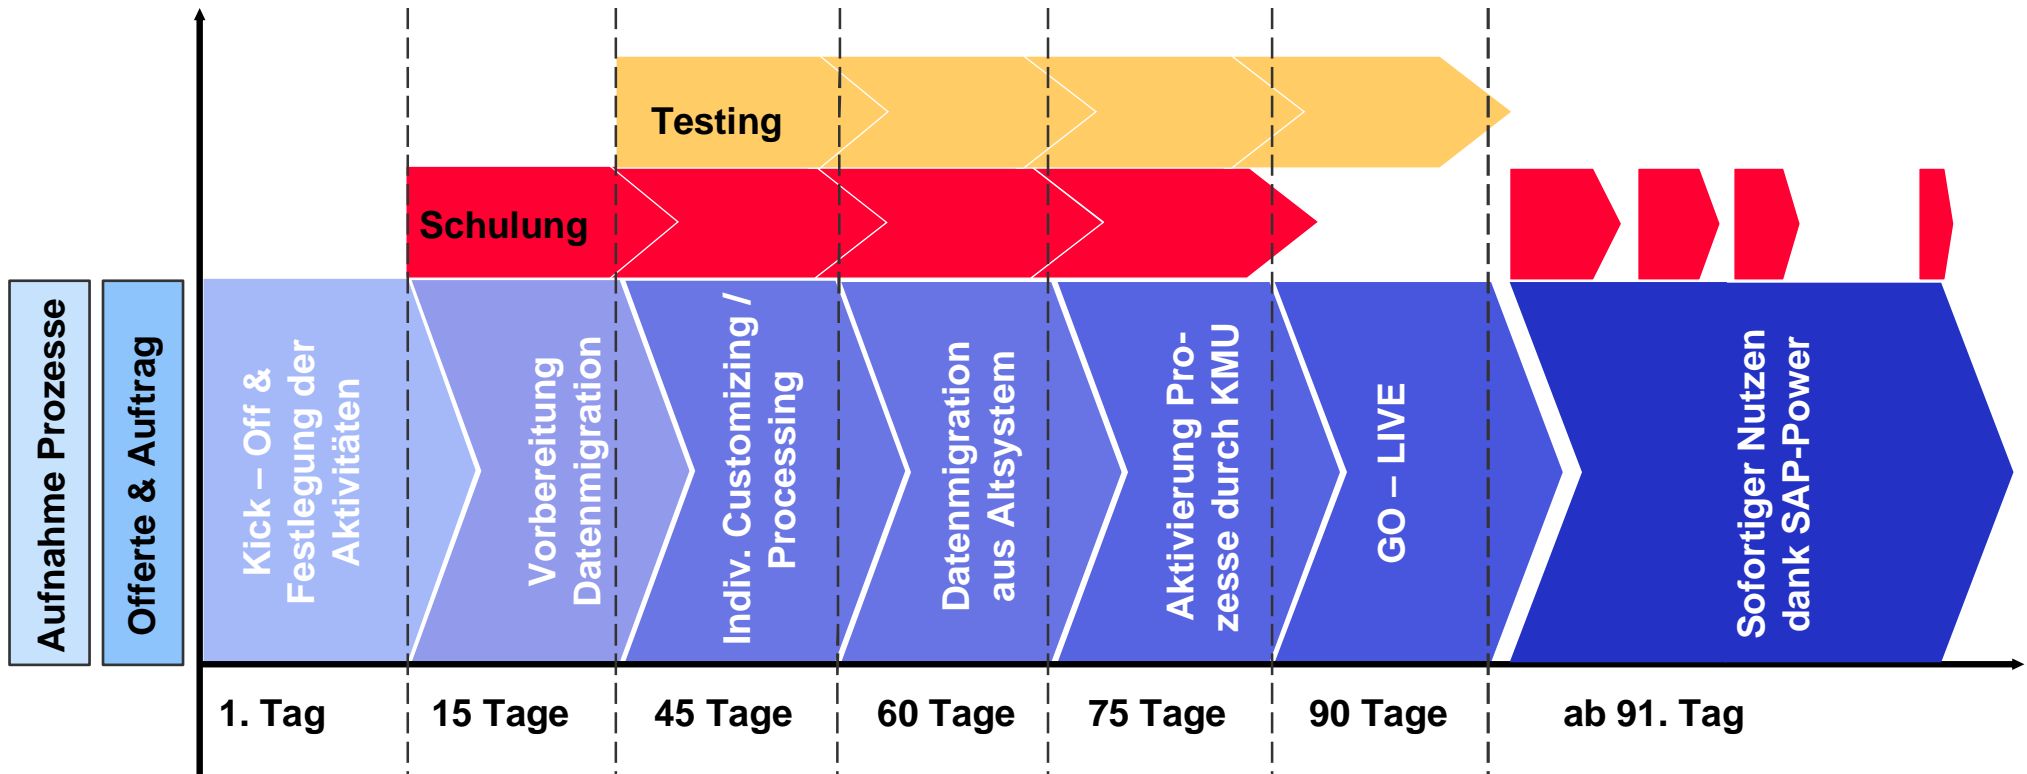 Testing
Schulung
Aufnahme Prozesse
Offerte & Auftrag
Kick – Off &
Festlegung der
Aktivitäten
Vorbereitung
Datenmigration
Indiv. Customizing /
Processing
Datenmigration
aus Altsystem
Aktivierung Pro-
zesse durch KMU
GO – LIVE
Sofortiger Nutzen
dank SAP-Power
1. Tag
15 Tage
45 Tage
60 Tage
75 Tage
90 Tage
ab 91. Tag